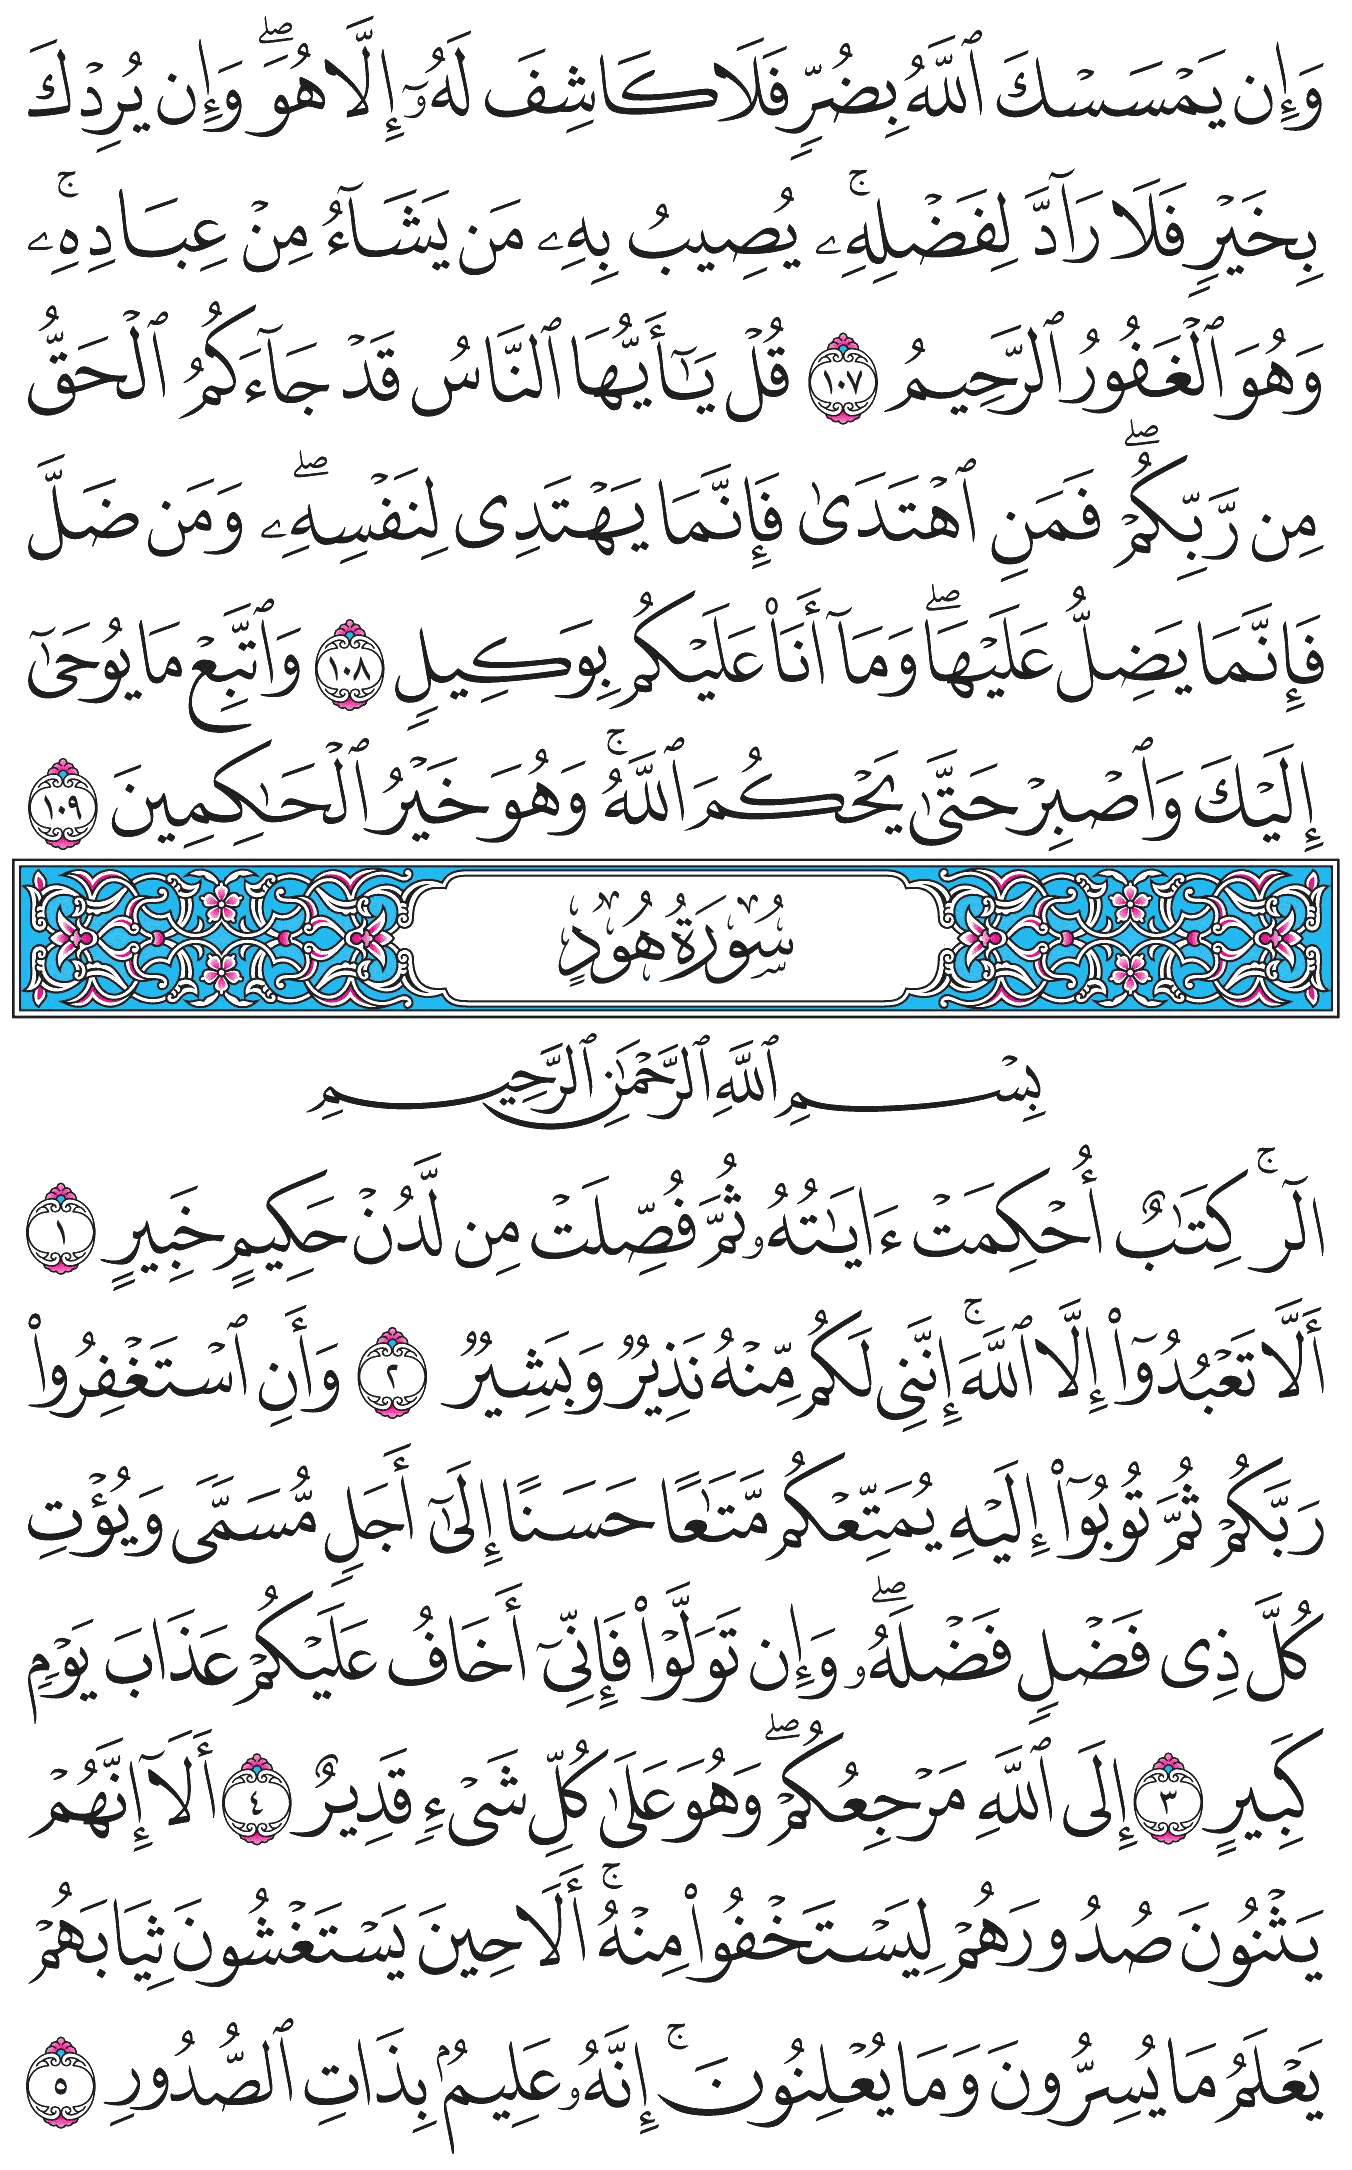 وَإِن يَمۡسَسۡكَ ٱللَّهُ بِضُرّٖ فَلَا كَاشِفَ لَهُۥٓ إِلَّا هُوَۖ وَإِن يُرِدۡكَ
بِخَيۡرٖ فَلَا رَآدَّ لِفَضۡلِهِۦۚ يُصِيبُ بِهِۦ مَن يَشَآءُ مِنۡ عِبَادِهِۦۚ
وَهُوَ ٱلۡغَفُورُ ٱلرَّحِيمُ ١٠٧ قُلۡ يَٰٓأَيُّهَا ٱلنَّاسُ قَدۡ جَآءَكُمُ ٱلۡحَقُّ
مِن رَّبِّكُمۡۖ فَمَنِ ٱهۡتَدَىٰ فَإِنَّمَا يَهۡتَدِي لِنَفۡسِهِۦۖ وَمَن ضَلَّ
فَإِنَّمَا يَضِلُّ عَلَيۡهَاۖ وَمَآ أَنَا۠ عَلَيۡكُم بِوَكِيلٖ ١٠٨ وَٱتَّبِعۡ مَا يُوحَىٰٓ
إِلَيۡكَ وَٱصۡبِرۡ حَتَّىٰ يَحۡكُمَ ٱللَّهُۚ وَهُوَ خَيۡرُ ٱلۡحَٰكِمِينَ ١٠٩
سُورَةُ هُودٍ
بِسۡمِ ٱللَّهِ ٱلرَّحۡمَٰنِ ٱلرَّحِيمِ
الٓرۚ كِتَٰبٌ أُحۡكِمَتۡ ءَايَٰتُهُۥ ثُمَّ فُصِّلَتۡ مِن لَّدُنۡ حَكِيمٍ خَبِيرٍ ١
أَلَّا تَعۡبُدُوٓاْ إِلَّا ٱللَّهَۚ إِنَّنِي لَكُم مِّنۡهُ نَذِيرٞ وَبَشِيرٞ ٢ وَأَنِ ٱسۡتَغۡفِرُواْ
رَبَّكُمۡ ثُمَّ تُوبُوٓاْ إِلَيۡهِ يُمَتِّعۡكُم مَّتَٰعًا حَسَنًا إِلَىٰٓ أَجَلٖ مُّسَمّٗى وَيُؤۡتِ
كُلَّ ذِي فَضۡلٖ فَضۡلَهُۥۖ وَإِن تَوَلَّوۡاْ فَإِنِّيٓ أَخَافُ عَلَيۡكُمۡ عَذَابَ يَوۡمٖ
كَبِيرٍ ٣ إِلَى ٱللَّهِ مَرۡجِعُكُمۡۖ وَهُوَ عَلَىٰ كُلِّ شَيۡءٖ قَدِيرٌ ٤ أَلَآ إِنَّهُمۡ
يَثۡنُونَ صُدُورَهُمۡ لِيَسۡتَخۡفُواْ مِنۡهُۚ أَلَا حِينَ يَسۡتَغۡشُونَ ثِيَابَهُمۡ
يَعۡلَمُ مَا يُسِرُّونَ وَمَا يُعۡلِنُونَۚ إِنَّهُۥ عَلِيمُۢ بِذَاتِ ٱلصُّدُورِ ٥